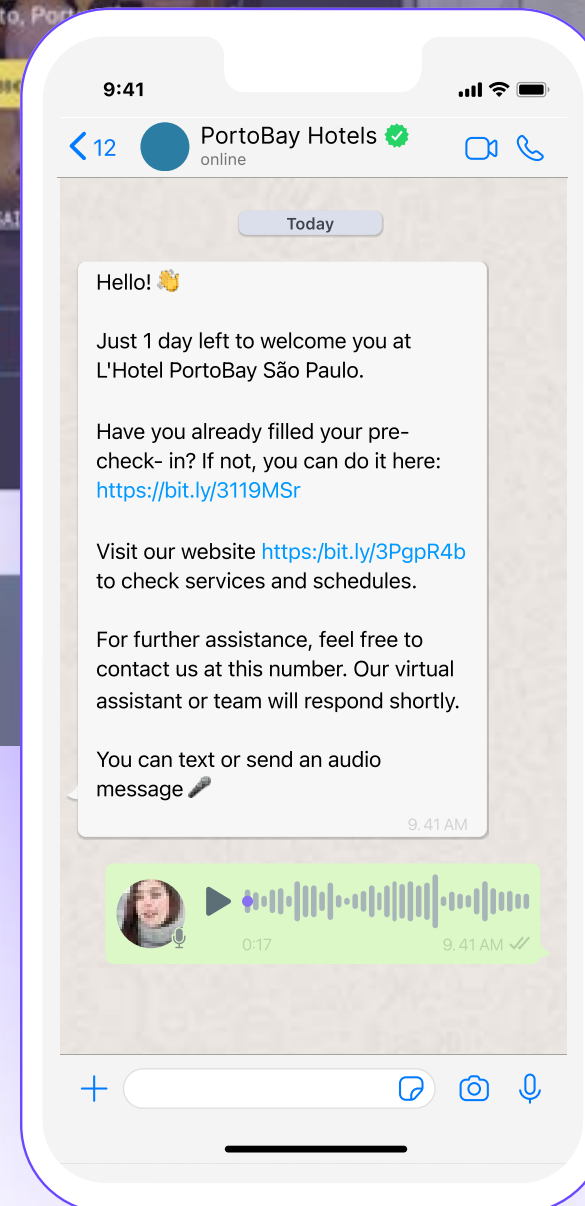 to, Port
9:41
12
PortoBay Hotels
online
Today
Hello! 👋
Just 1 day left to welcome you at
L'Hotel PortoBay São Paulo.
Have you already filled your pre-
check- in? If not, you can do it here:
https://bit.ly/3119MSr
Visit our website https:/bit.ly/3PgpR4b
to check services and schedules.
For further assistance, feel free to
contact us at this number. Our virtual
assistant or team will respond shortly.
You can text or send an audio
message 🎤
9.41 AM
0:17
9.41 AM